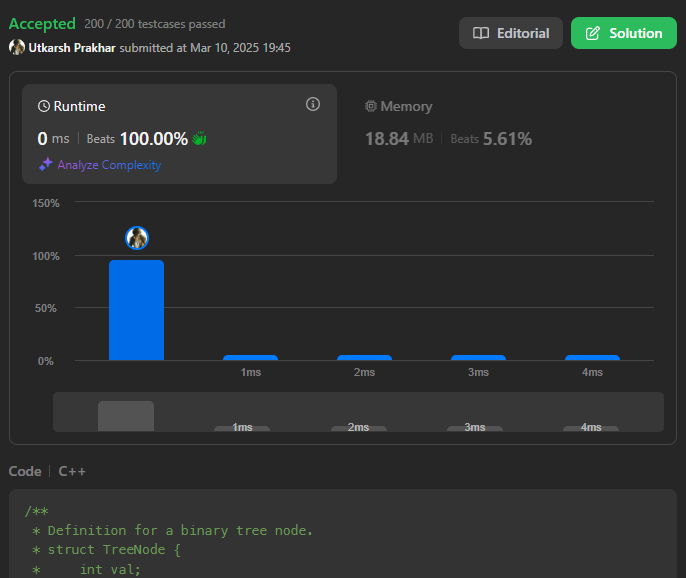 Accepted 200 / 200 testcases passed
Utkarsh Prakhar submitted at Mar 10, 2025 19:45
Editorial
Solution
Runtime
0 ms | Beats 100.00%
Analyze Complexity
Memory
18.84 MB | Beats 5.61%
150%
100%
50%
0%
1ms 2ms 3ms 4ms
1ms 2ms 3ms 4ms
Code | C++
/**
 * Definition for a binary tree node.
 * struct TreeNode {
 *     int val;